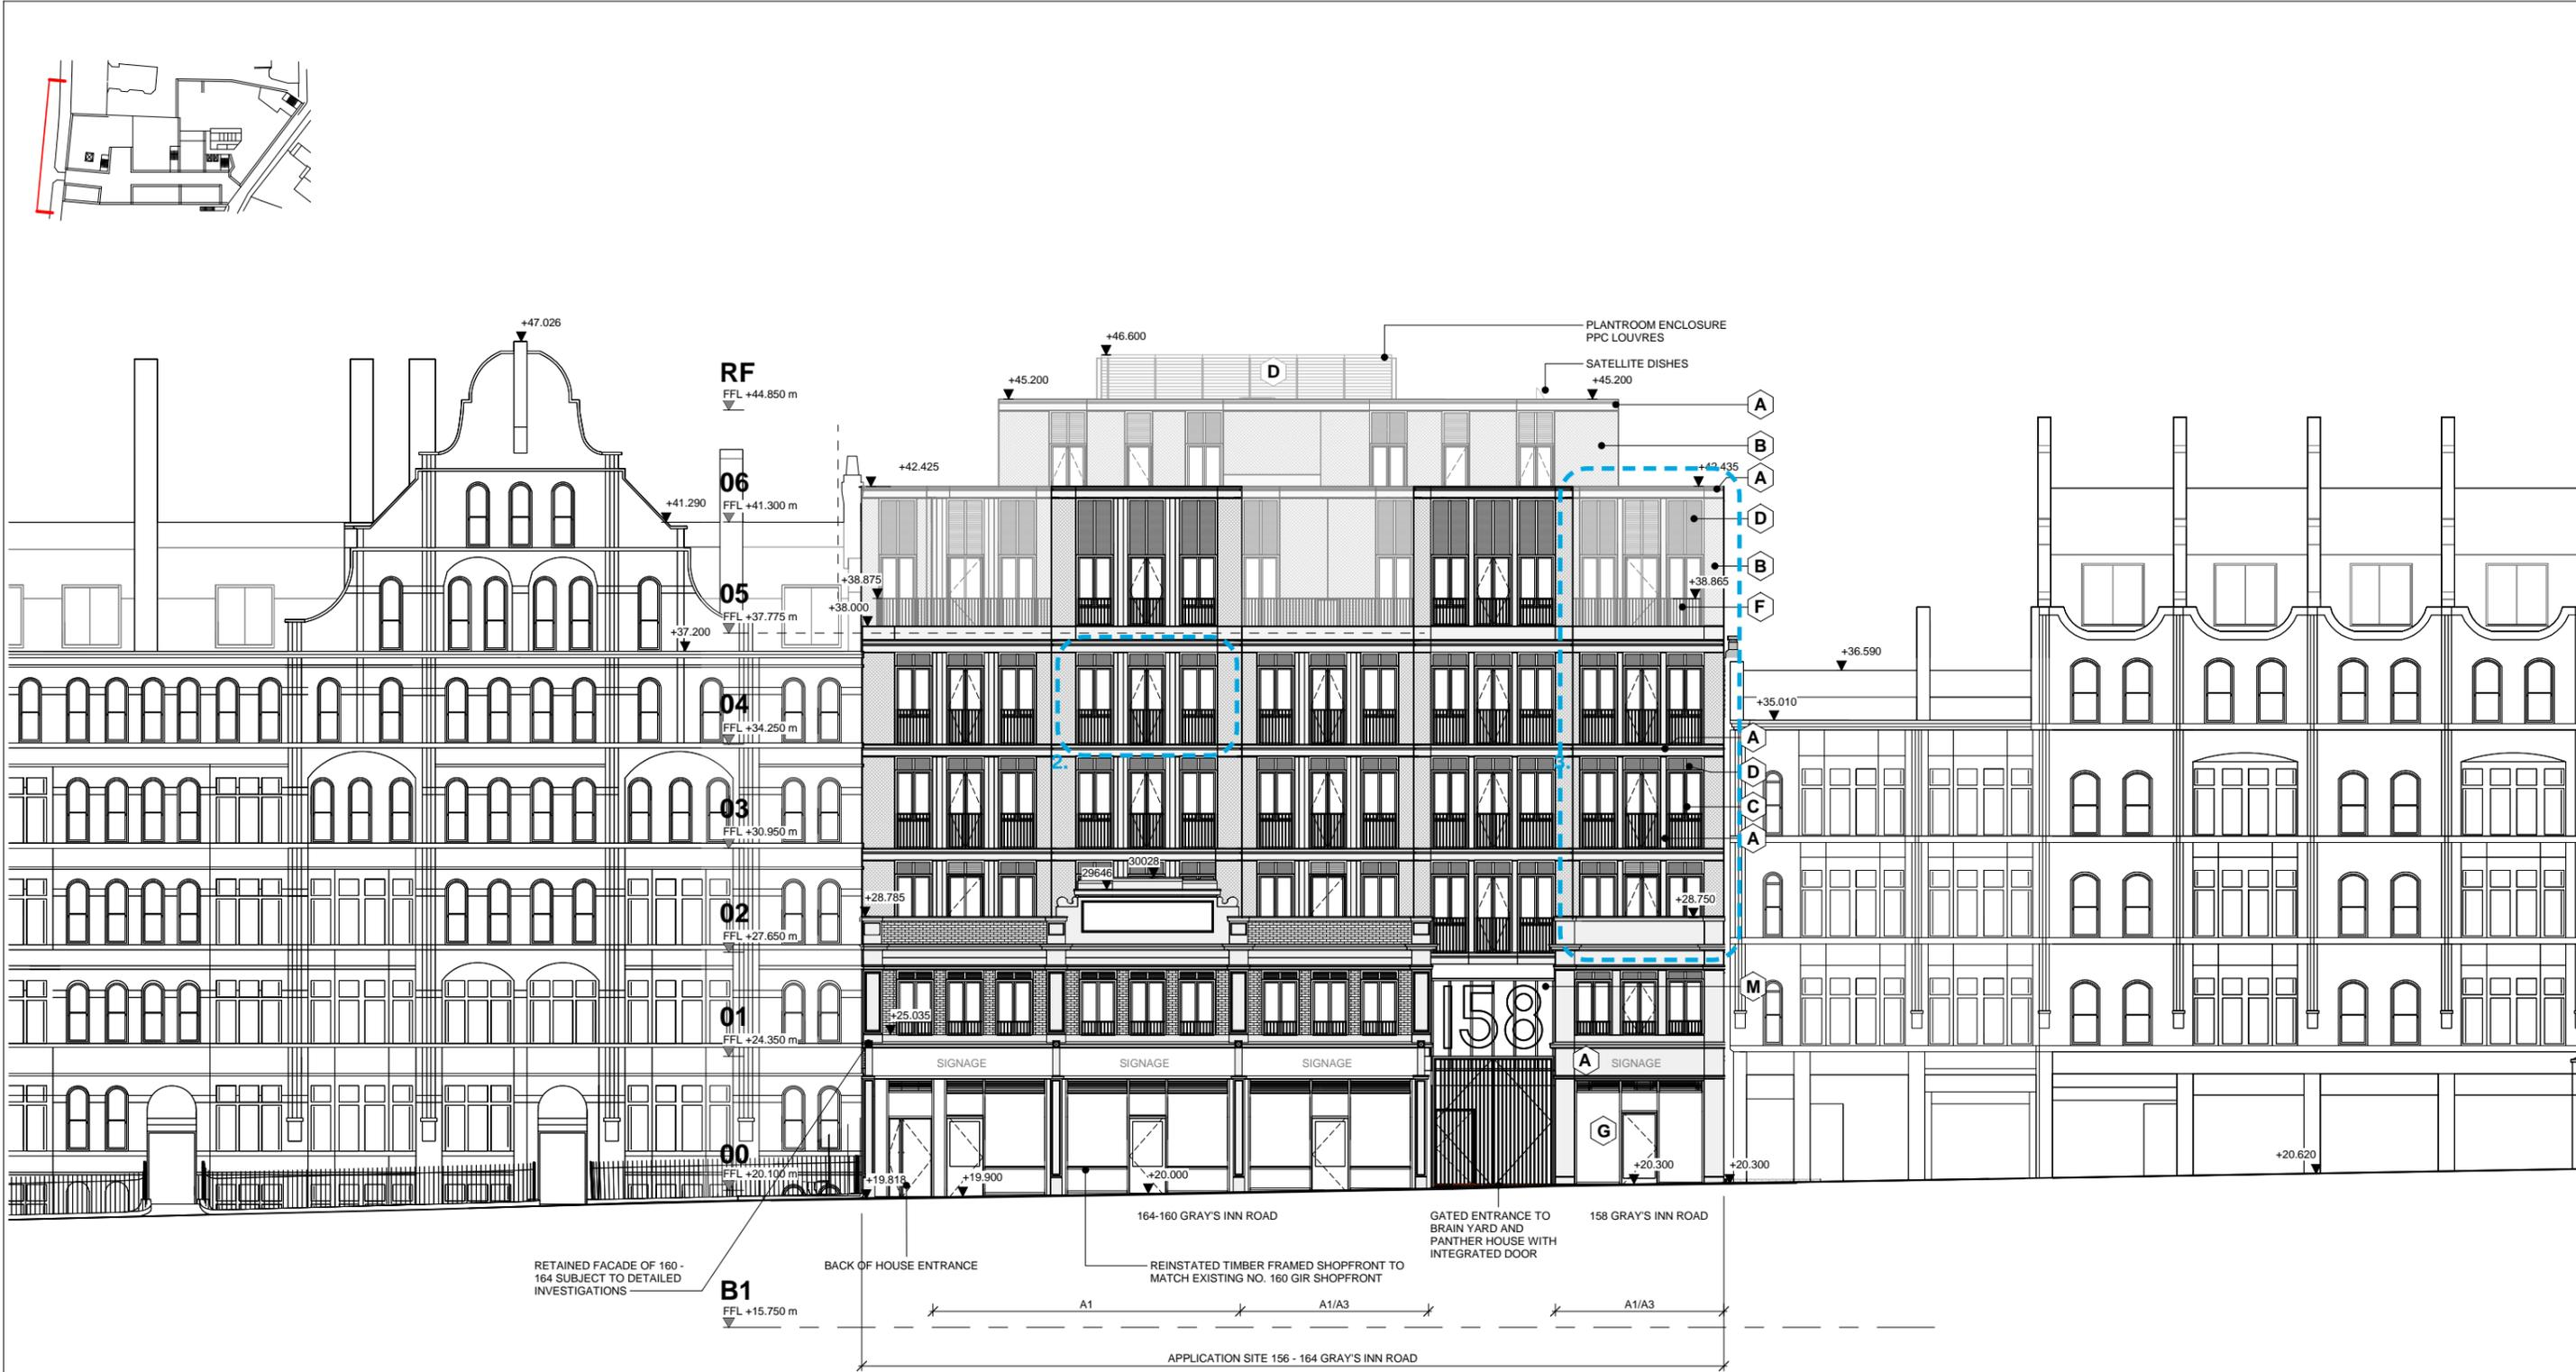 +47.026
+46.600
PLANTROOM ENCLOSURE
PPC LOUVRES
SATELLITE DISHES
RF
FFL +44.850 m
D
+45.200
+45.200
A
B
+42.425
+42.435
A
06
FFL +41.300 m
+41.290
D
B
+38.875
+38.865
05
FFL +37.775 m
+38.000
F
+37.200
+36.590
04
FFL +34.250 m
+35.010
A
2.
3.
D
03
FFL +30.950 m
C
A
30028
29646
+28.785
+28.750
02
FFL +27.650 m
M
158
01
FFL +24.350 m
+25.035
SIGNAGE
SIGNAGE
SIGNAGE
A
SIGNAGE
G
00
FFL +20.100 m
+19.818
+19.900
+20.000
+20.300
+20.300
+20.620
164-160 GRAY'S INN ROAD
GATED ENTRANCE TO
BRAIN YARD AND
PANTHER HOUSE WITH
INTEGRATED DOOR
158 GRAY'S INN ROAD
RETAINED FACADE OF 160 -
164 SUBJECT TO DETAILED
INVESTIGATIONS
BACK OF HOUSE ENTRANCE
REINSTATED TIMBER FRAMED SHOPFRONT TO
MATCH EXISTING NO. 160 GIR SHOPFRONT
B1
FFL +15.750 m
A1
A1/A3
A1/A3
APPLICATION SITE 156 - 164 GRAY'S INN ROAD